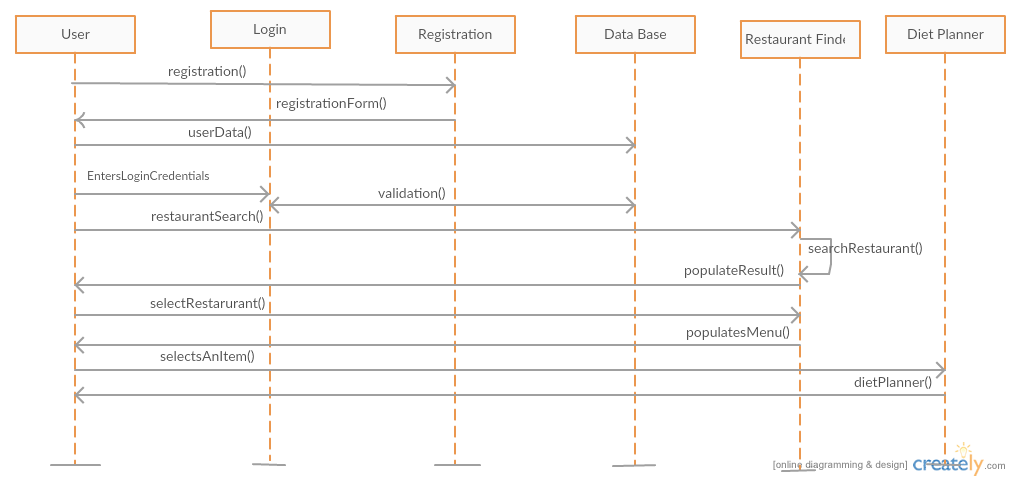 User
Login
Registration
Data Base
Restaurant Finde
Diet Planner
registration()
registrationForm()
userData()
EntersLoginCredentials
validation()
restaurantSearch()
searchRestaurant()
populateResult()
selectRestarurant()
populatesMenu()
selectsAnItem()
dietPlanner()
[online diagramming & design] creately.com